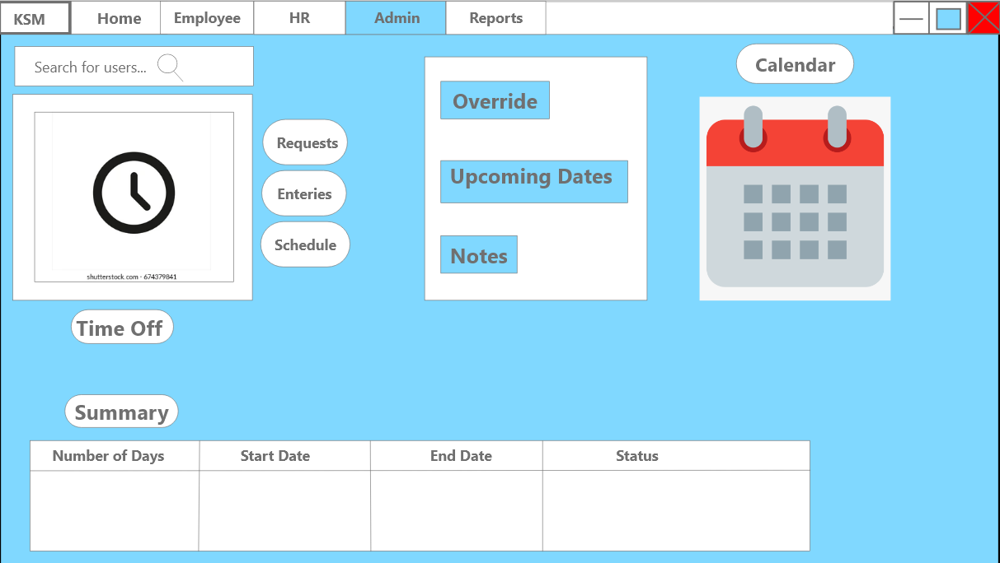 KSM
Home
Employee
HR
Admin
Reports
Search for users...
Calendar
Override
Requests
Upcoming Dates
Enteries
Schedule
Notes
shutterstock.com · 674379841
Time Off
Summary
Number of Days
Start Date
End Date
Status